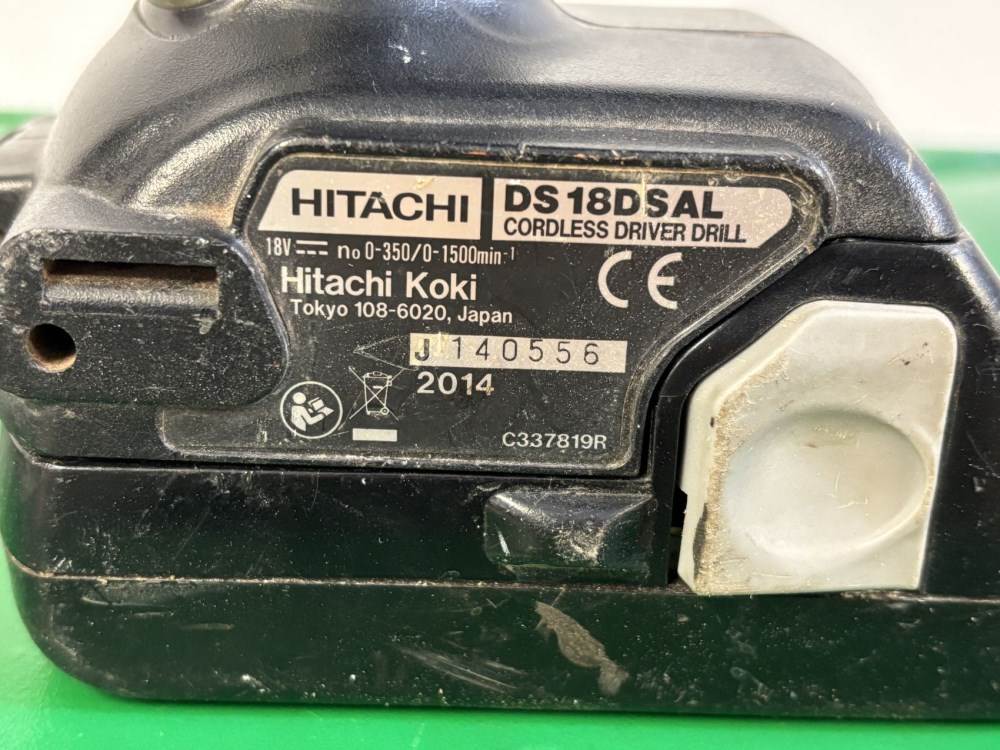 HITACHI
DS18DSAL
CORDLESS DRIVER DRILL
18V⎓ no 0-350/0-1500min-1
Hitachi Koki
Tokyo 108-6020, Japan
CE
J 140556
2014
C337819R